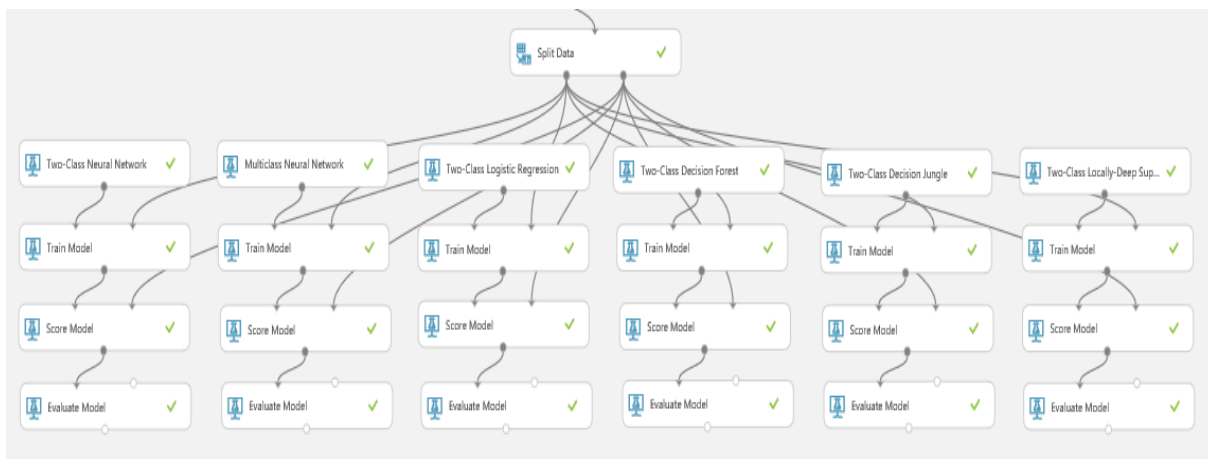 Split Data
Two-Class Neural Network
Multiclass Neural Network
Two-Class Logistic Regression
Two-Class Decision Forest
Two-Class Decision Jungle
Two-Class Locally-Deep Sup...
Train Model
Train Model
Train Model
Train Model
Train Model
Train Model
Score Model
Score Model
Score Model
Score Model
Score Model
Score Model
Evaluate Model
Evaluate Model
Evaluate Model
Evaluate Model
Evaluate Model
Evaluate Model